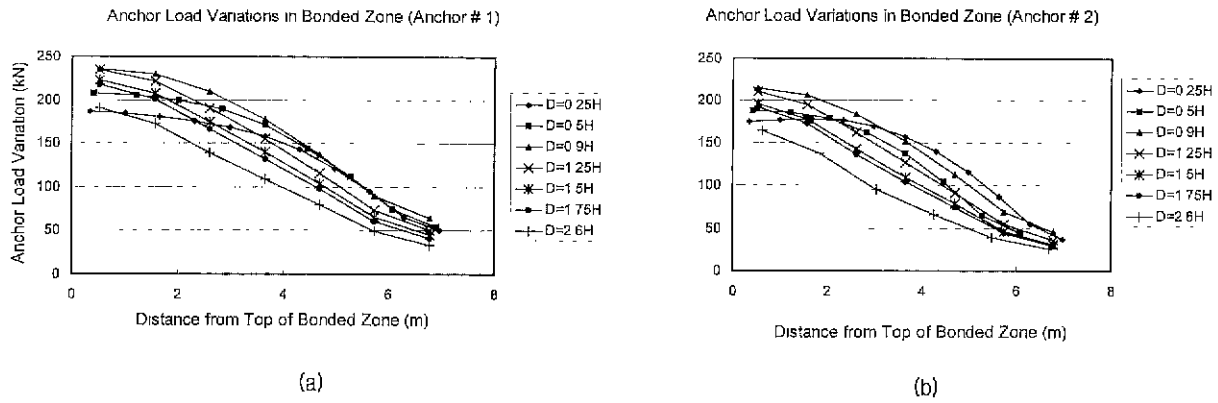 Anchor Load Variations in Bonded Zone (Anchor # 1)
Anchor Load Variation (kN)
250
200
150
100
50
0
0 2 4 6 8
Distance from Top of Bonded Zone (m)
D=0 25H
D=0 5H
D=0 9H
D=1 25H
D=1 5H
D=1 75H
D=2 6H
(a)
Anchor Load Variations in Bonded Zone (Anchor # 2)
250
200
150
100
50
0
0 2 4 6 8
Distance from Top of Bonded Zone (m)
D=0 25H
D=0 5H
D=0 9H
D=1 25H
D=1 5H
D=1 75H
D=2 6H
(b)